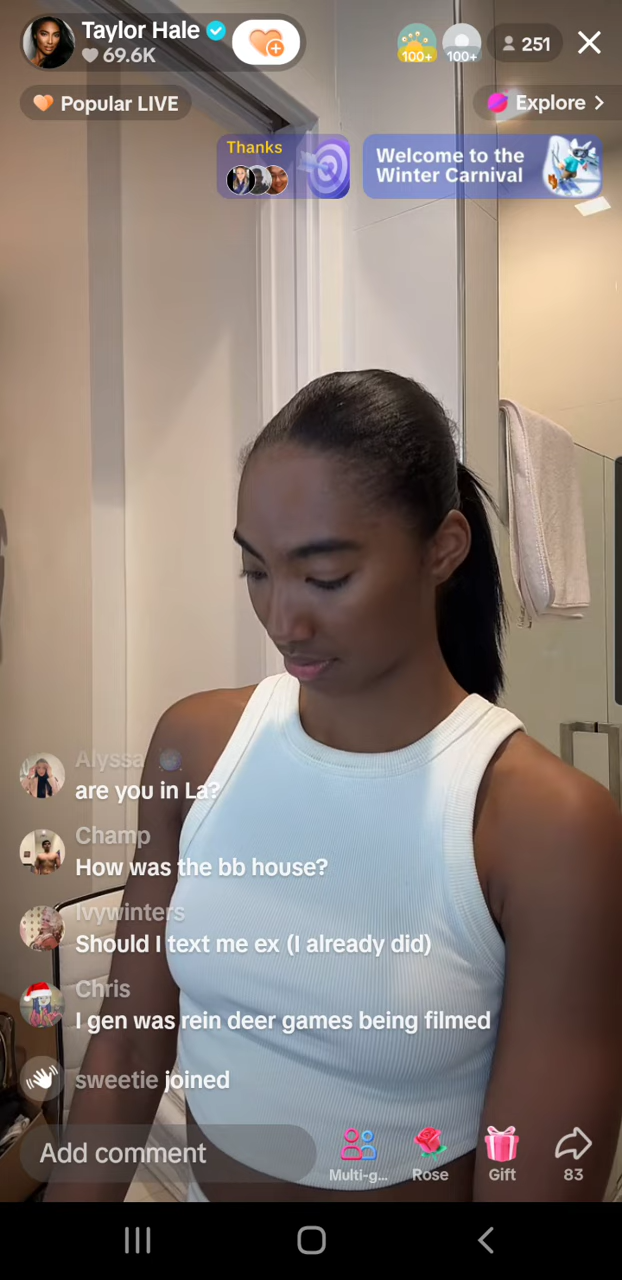 Taylor Hale
69.6K
100+
100+
251
Popular LIVE
Explore
Thanks
Welcome to the
Winter Carnival
Alyssa
are you in La?
Champ
How was the bb house?
Ivywinters
Should I text me ex (I already did)
Chris
I gen was rein deer games being filmed
sweetie joined
Add comment
Multi-g...
Rose
Gift
83